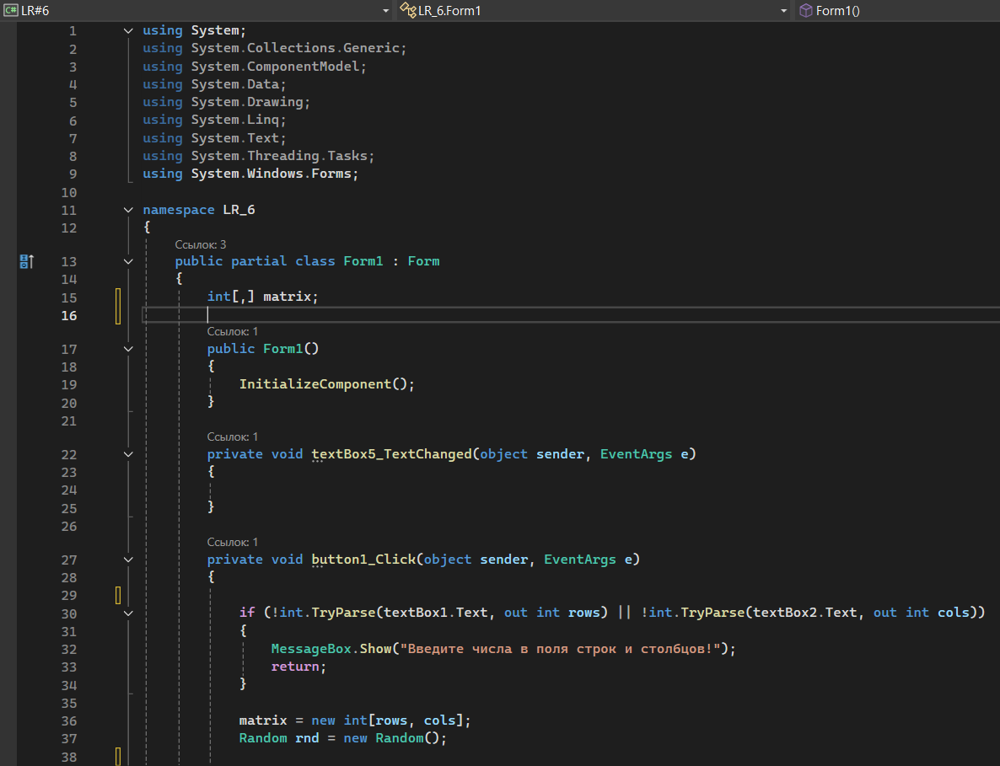 C# LR#6 LR_6.Form1 Form1()
1 using System;
2 using System.Collections.Generic;
3 using System.ComponentModel;
4 using System.Data;
5 using System.Drawing;
6 using System.Linq;
7 using System.Text;
8 using System.Threading.Tasks;
9 using System.Windows.Forms;
10
11 namespace LR_6
12 {
Ссылок: 3
13 public partial class Form1 : Form
14 {
15 int[,] matrix;
16
Ссылок: 1
17 public Form1()
18 {
19 InitializeComponent();
20 }
21
Ссылок: 1
22 private void textBox5_TextChanged(object sender, EventArgs e)
23 {
24
25 }
26
Ссылок: 1
27 private void button1_Click(object sender, EventArgs e)
28 {
29
30 if (!int.TryParse(textBox1.Text, out int rows) || !int.TryParse(textBox2.Text, out int cols))
31 {
32 MessageBox.Show("Введите числа в поля строк и столбцов!");
33 return;
34 }
35
36 matrix = new int[rows, cols];
37 Random rnd = new Random();
38